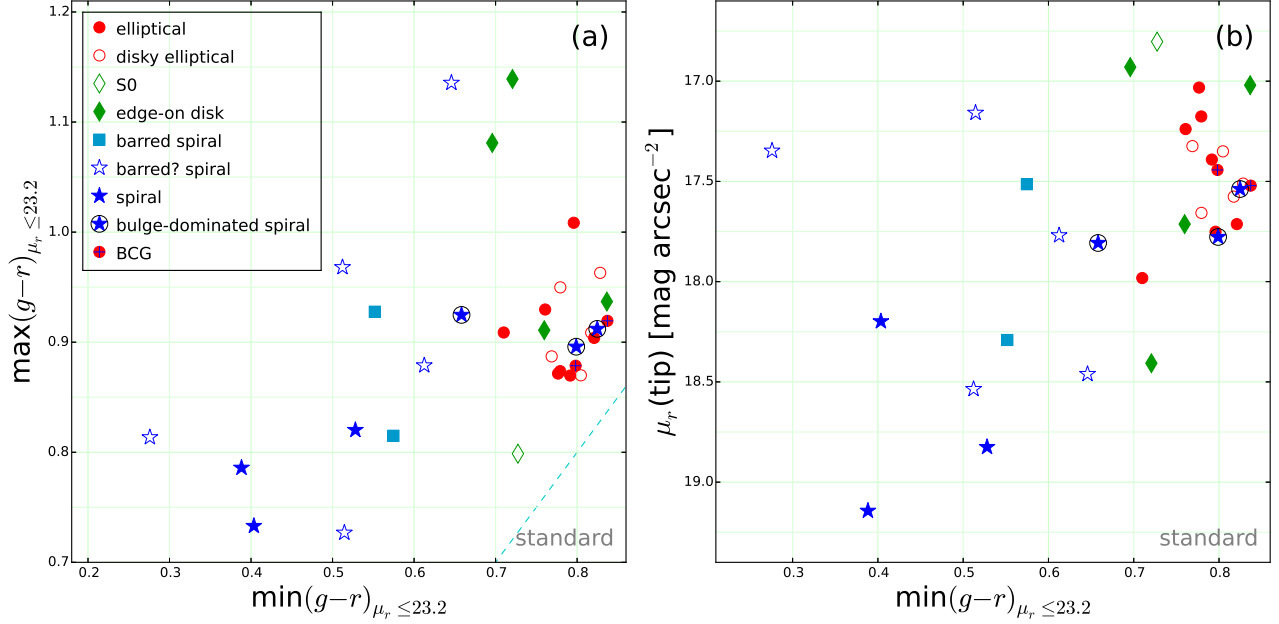 1.2
1.1
1.0
0.9
0.8
0.7
max(g−r)μr ≤23.2
elliptical
disky elliptical
S0
edge-on disk
barred spiral
barred? spiral
spiral
bulge-dominated spiral
BCG
(a)
standard
0.2 0.3 0.4 0.5 0.6 0.7 0.8
min(g−r)μr ≤23.2
17.0
17.5
18.0
18.5
19.0
μr(tip) [mag arcsec−2]
(b)
standard
0.3 0.4 0.5 0.6 0.7 0.8
min(g−r)μr ≤23.2